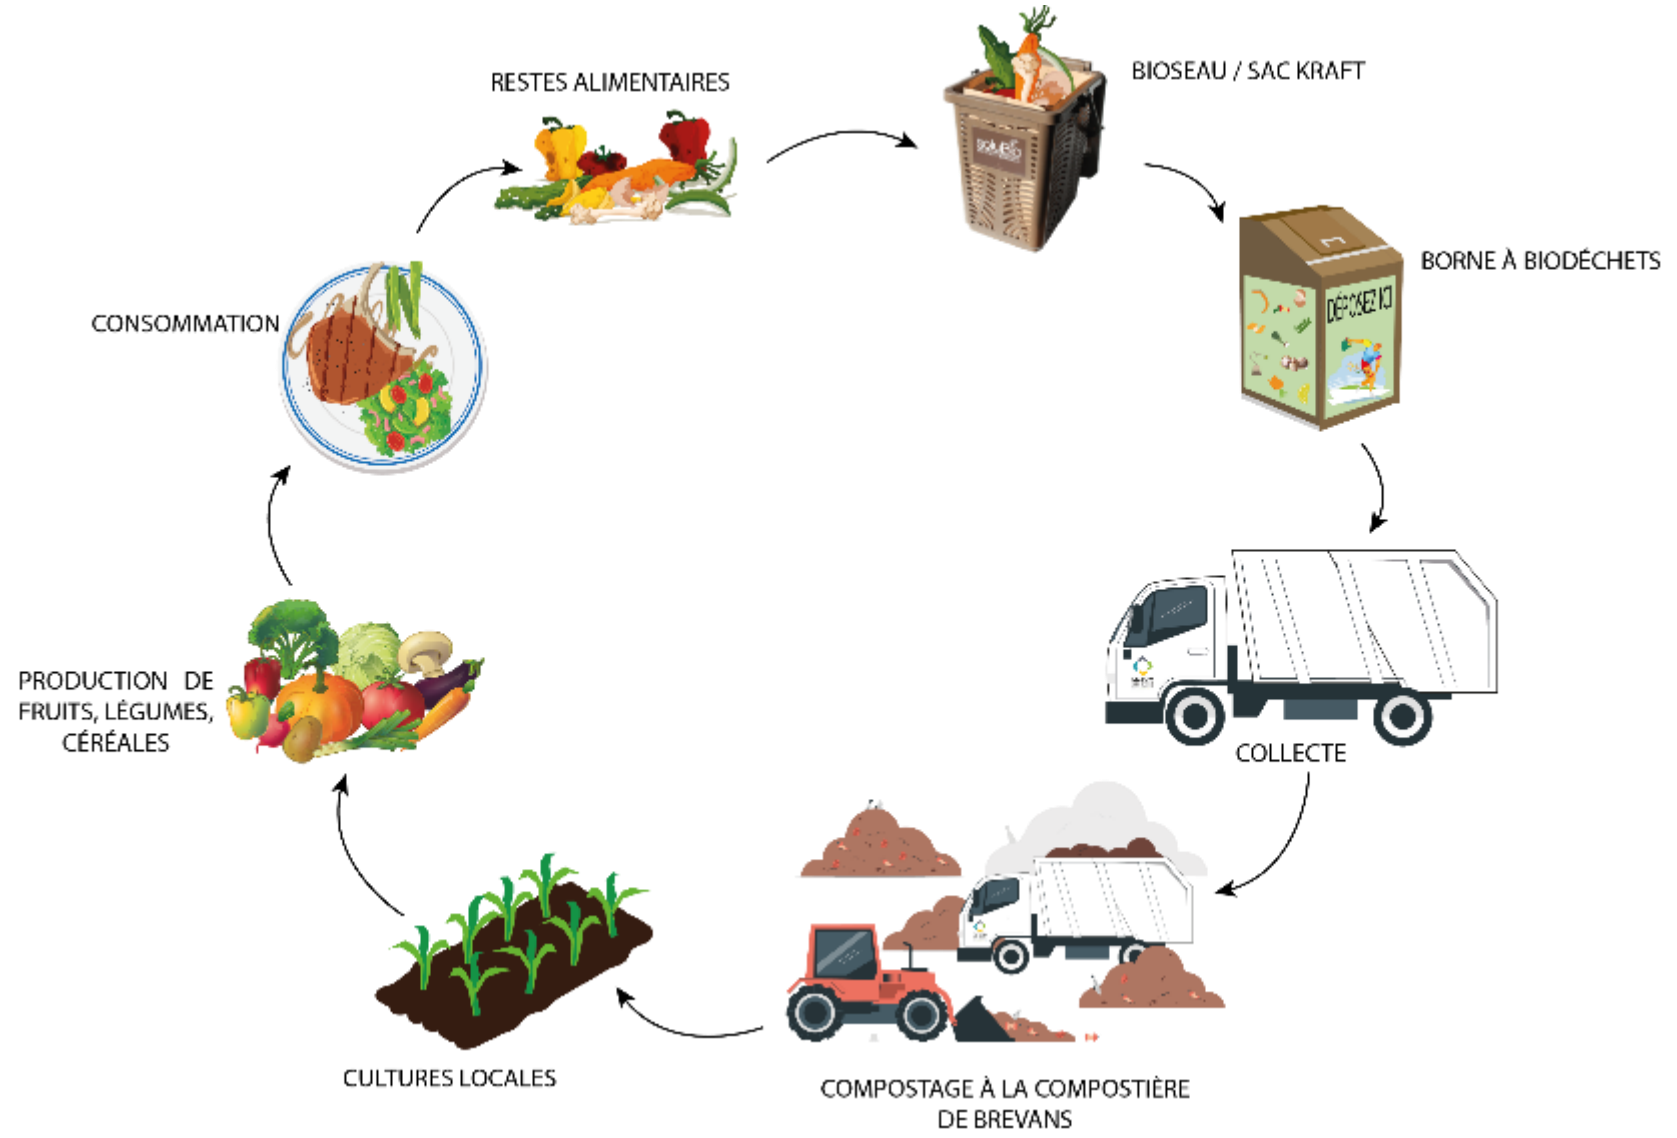 RESTES ALIMENTAIRES
BIOSEAU / SAC KRAFT
BORNE À BIODÉCHETS
DÉPOSEZ ICI
COLLECTE
COMPOSTAGE À LA COMPOSTIÈRE
DE BREVANS
CULTURES LOCALES
PRODUCTION DE
FRUITS, LÉGUMES,
CÉRÉALES
CONSOMMATION